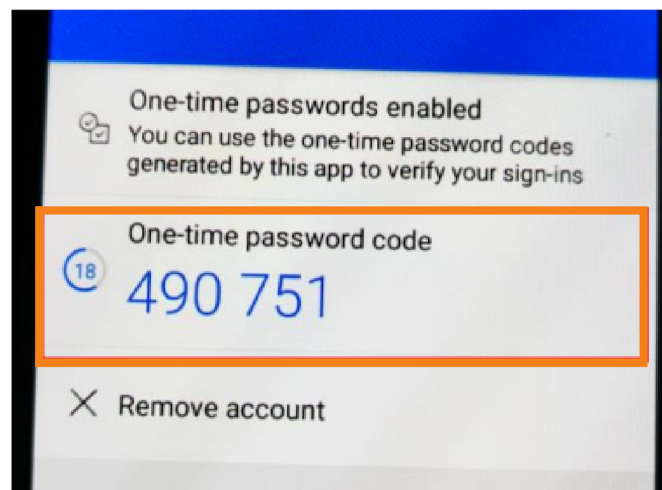 One-time passwords enabled
You can use the one-time password codes
generated by this app to verify your sign-ins
One-time password code
18
490 751
Remove account